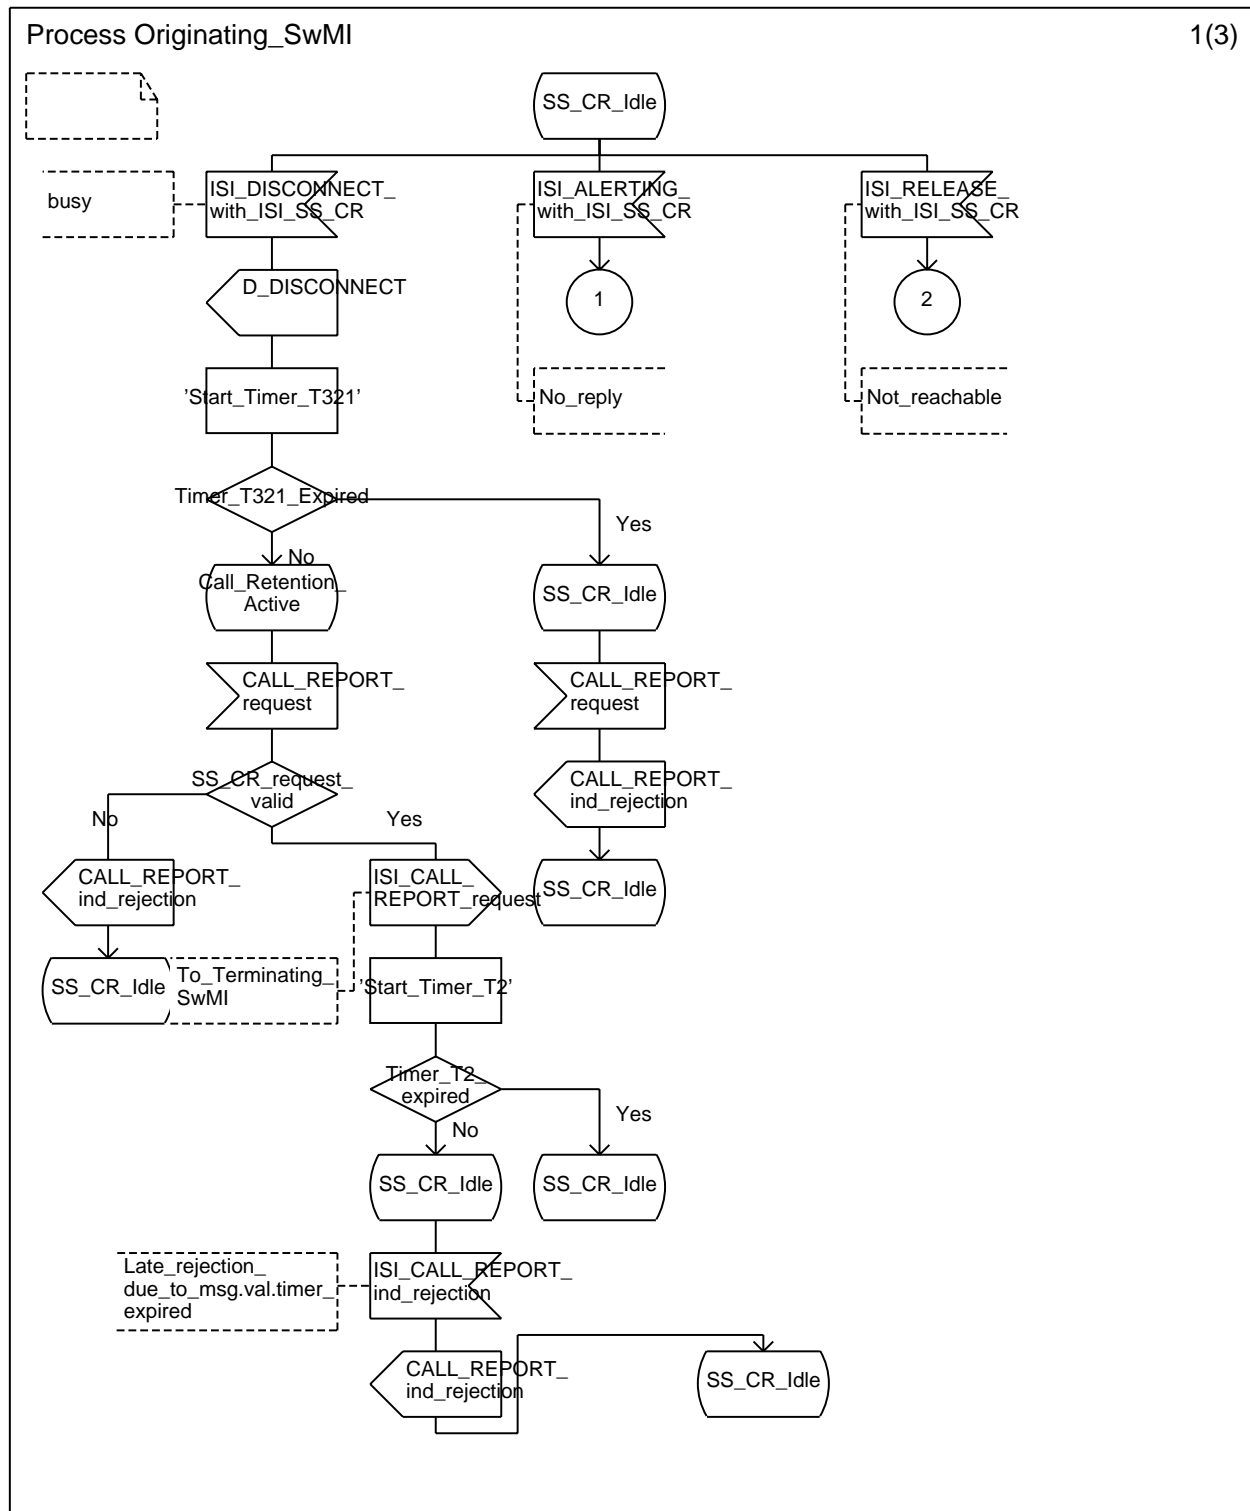 Process Originating_SwMI
1(3)
SS_CR_Idle
busy
ISI_DISCONNECT_
with_ISI_SS_CR
ISI_ALERTING_
with_ISI_SS_CR
ISI_RELEASE_
with_ISI_SS_CR
D_DISCONNECT
1
2
'Start_Timer_T321'
No_reply
Not_reachable
Timer_T321_Expired
Yes
No
Call_Retention_
Active
SS_CR_Idle
CALL_REPORT_
request
CALL_REPORT_
request
SS_CR_request_
valid
CALL_REPORT_
ind_rejection
No
Yes
CALL_REPORT_
ind_rejection
ISI_CALL_
REPORT_request
SS_CR_Idle
SS_CR_Idle
To_Terminating_
SwMI
'Start_Timer_T2'
Timer_T2_
expired
Yes
No
SS_CR_Idle
SS_CR_Idle
Late_rejection_
due_to_msg.val.timer_
expired
ISI_CALL_REPORT_
ind_rejection
CALL_REPORT_
ind_rejection
SS_CR_Idle